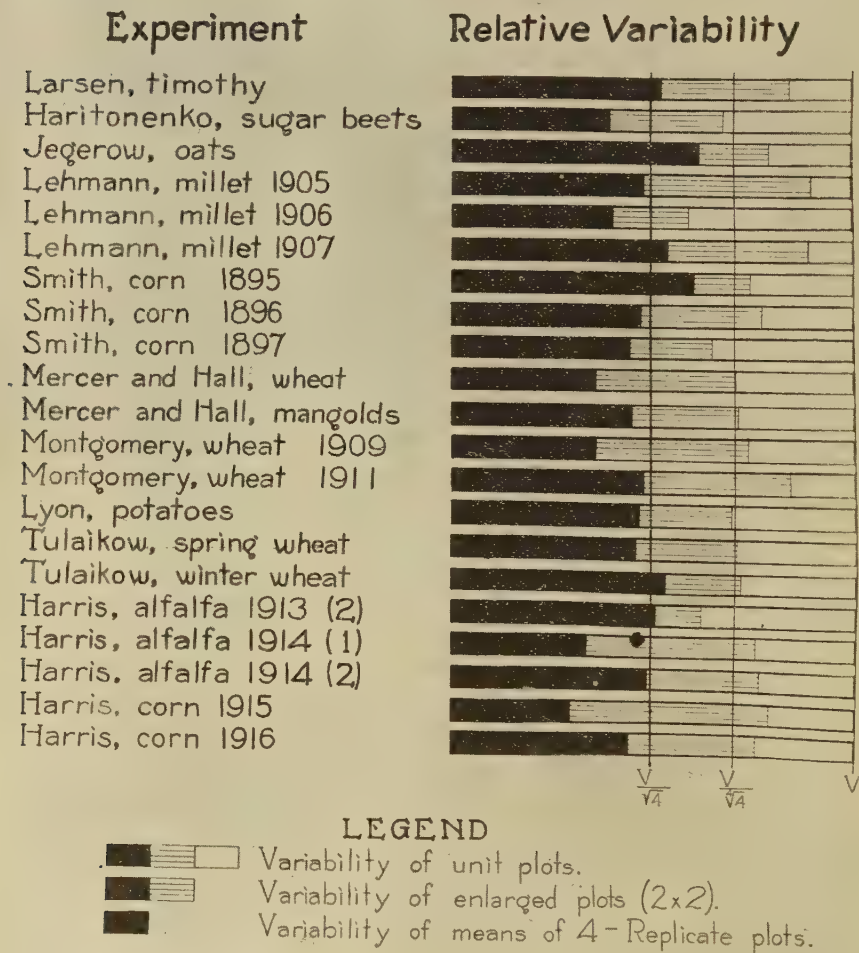 Experiment Relative Variability
Larsen, timothy
Haritonenko, sugar beets
Jegerow, oats
Lehmann, millet 1905
Lehmann, millet 1906
Lehmann, millet 1907
Smith, corn 1895
Smith, corn 1896
Smith, corn 1897
Mercer and Hall, wheat
Mercer and Hall, mangolds
Montgomery, wheat 1909
Montgomery, wheat 1911
Lyon, potatoes
Tulaikow, spring wheat
Tulaikow, winter wheat
Harris, alfalfa 1913 (2)
Harris, alfalfa 1914 (1)
Harris, alfalfa 1914 (2)
Harris, corn 1915
Harris, corn 1916
V/√4 V/∜4 V
LEGEND
Variability of unit plots.
Variability of enlarged plots (2x2).
Variability of means of 4-Replicate plots.